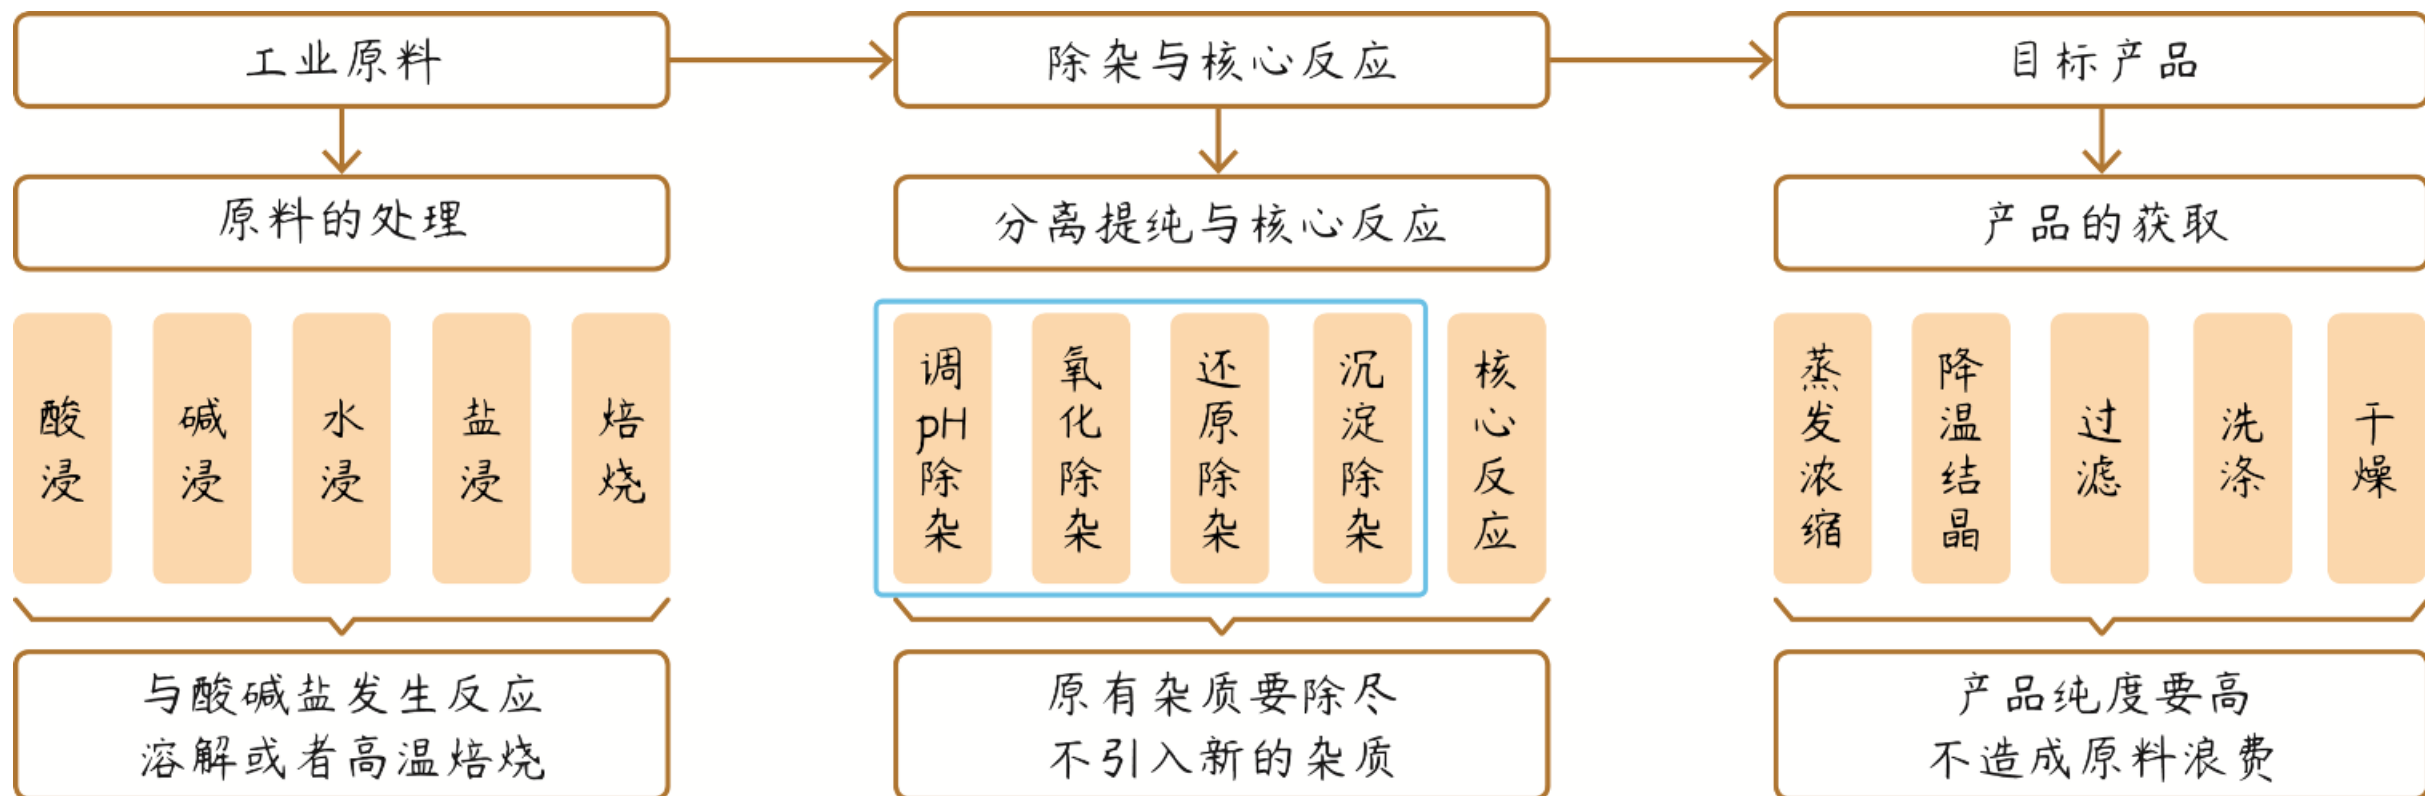 工业原料
除杂与核心反应
目标产品
原料的处理
分离提纯与核心反应
产品的获取
酸浸
碱浸
水浸
盐浸
焙烧
调pH除杂
氧化除杂
还原除杂
沉淀除杂
核心反应
蒸发浓缩
降温结晶
过滤
洗涤
干燥
与酸碱盐发生反应
溶解或者高温焙烧
原有杂质要除尽
不引入新的杂质
产品纯度要高
不造成原料浪费